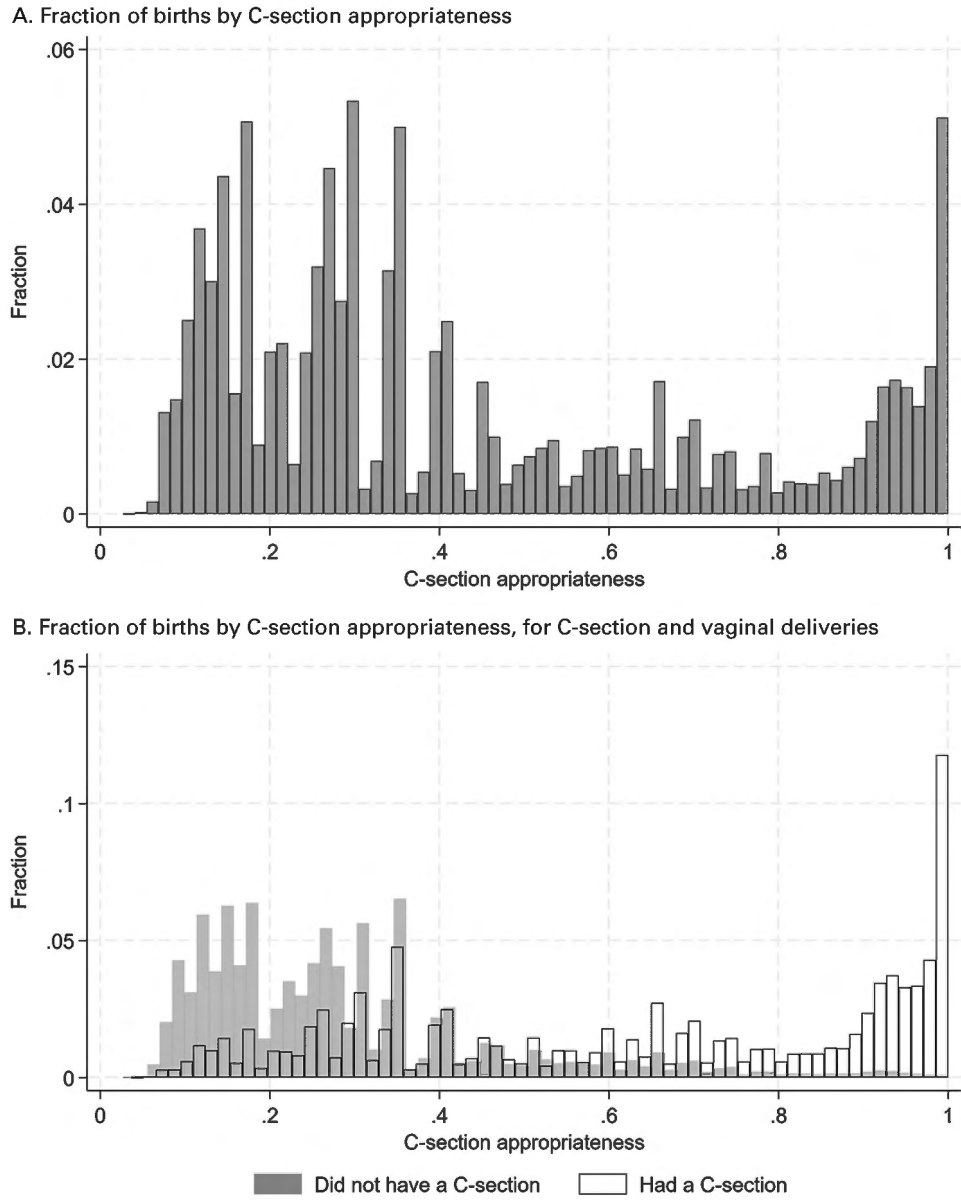 A. Fraction of births by C-section appropriateness
.06
.04
.02
0
Fraction
0 .2 .4 .6 .8 1
C-section appropriateness
B. Fraction of births by C-section appropriateness, for C-section and vaginal deliveries
.15
.1
.05
0
Fraction
0 .2 .4 .6 .8 1
C-section appropriateness
Did not have a C-section Had a C-section